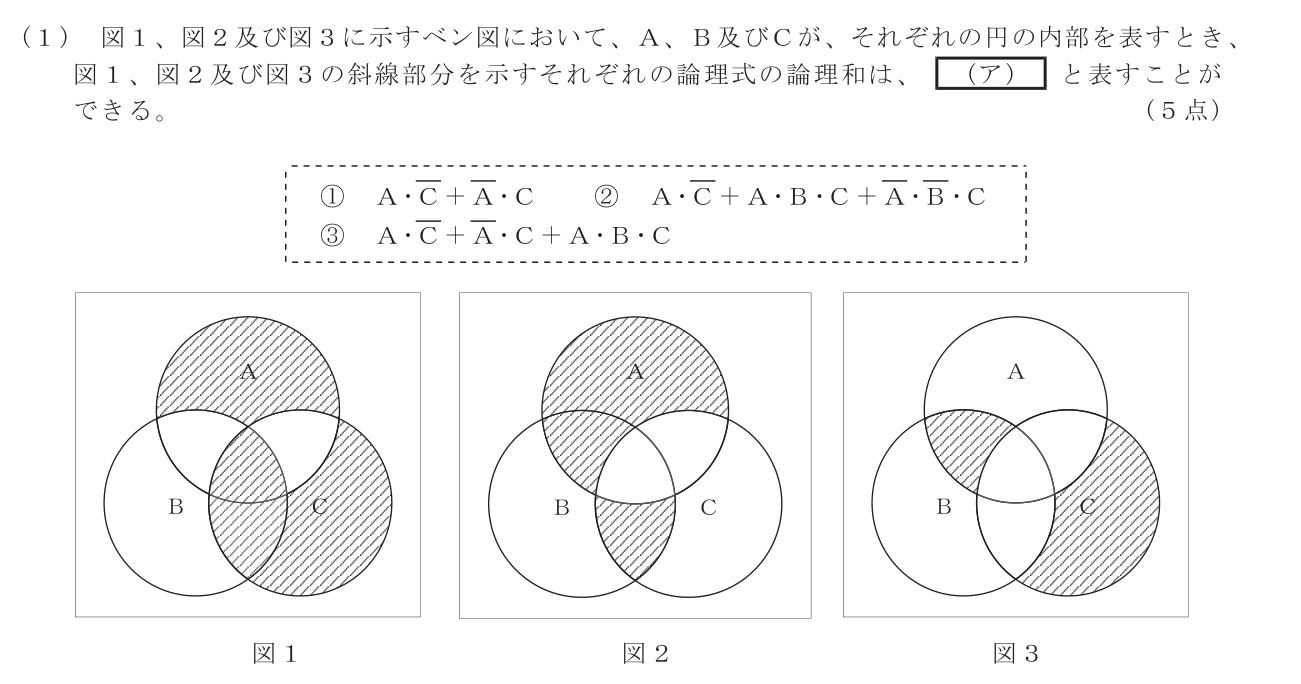 (１) 図１、図２及び図３に示すベン図において、Ａ、Ｂ及びＣが、それぞれの円の内部を表すとき、
図１、図２及び図３の斜線部分を示すそれぞれの論理式の論理和は、 (ア) と表すことが
できる。 (５点)
① Ａ・C̅＋A̅・Ｃ ② Ａ・C̅＋Ａ・Ｂ・Ｃ＋A̅・B̅・Ｃ
③ Ａ・C̅＋A̅・Ｃ＋Ａ・Ｂ・Ｃ
Ａ Ａ Ａ
Ｂ Ｃ Ｂ Ｃ Ｂ Ｃ
図１ 図２ 図３